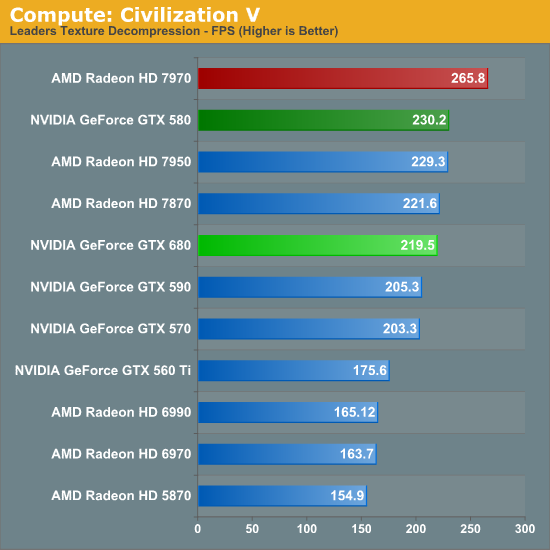 Compute: Civilization V
Leaders Texture Decompression - FPS (Higher is Better)
AMD Radeon HD 7970 265.8
NVIDIA GeForce GTX 580 230.2
AMD Radeon HD 7950 229.3
AMD Radeon HD 7870 221.6
NVIDIA GeForce GTX 680 219.5
NVIDIA GeForce GTX 590 205.3
NVIDIA GeForce GTX 570 203.3
NVIDIA GeForce GTX 560 Ti 175.6
AMD Radeon HD 6990 165.12
AMD Radeon HD 6970 163.7
AMD Radeon HD 5870 154.9
0 50 100 150 200 250 300